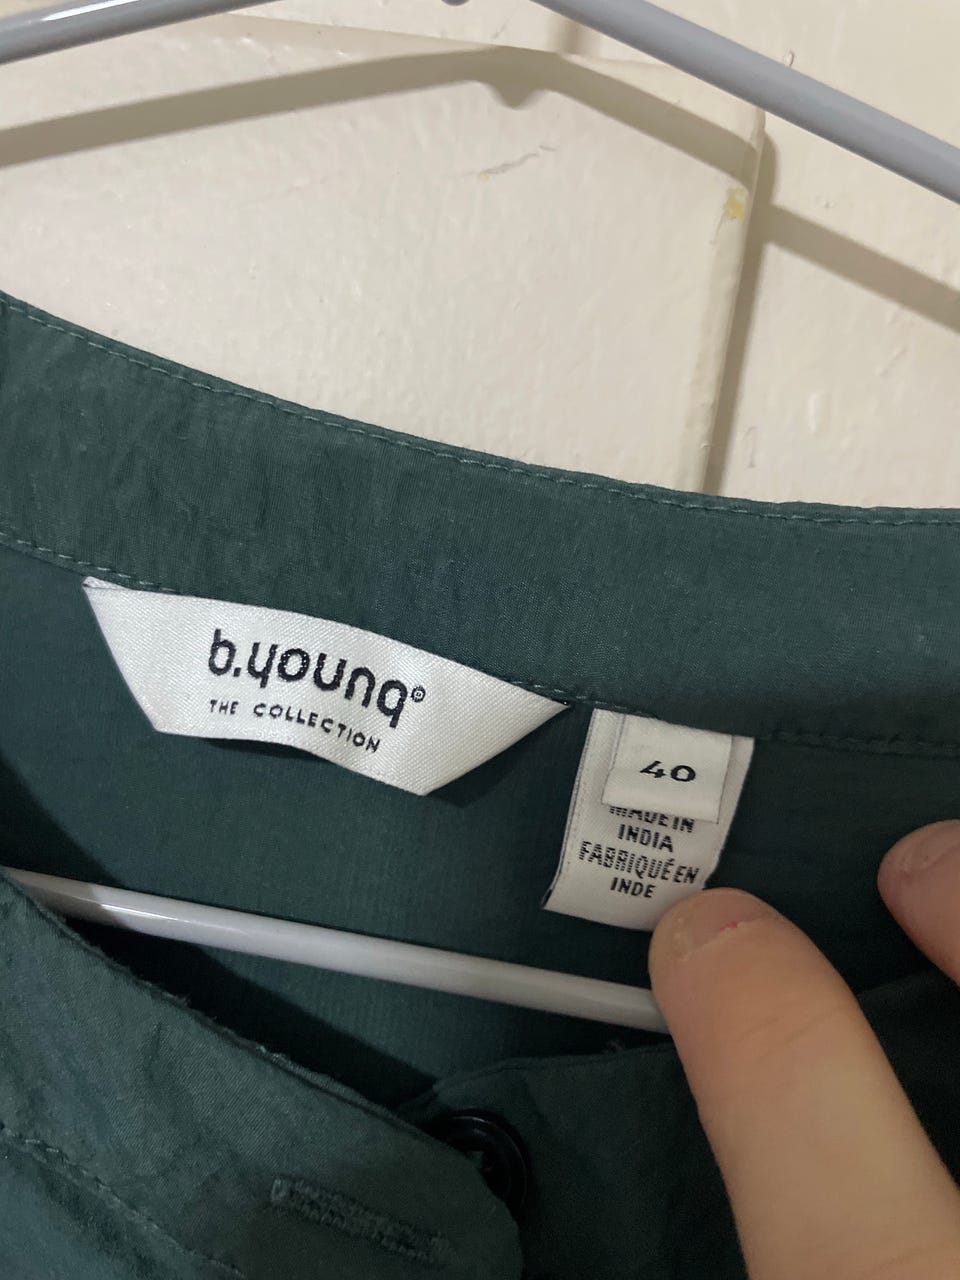 b.young®
THE COLLECTION
40
MADE IN
INDIA
FABRIQUÉ EN
INDE